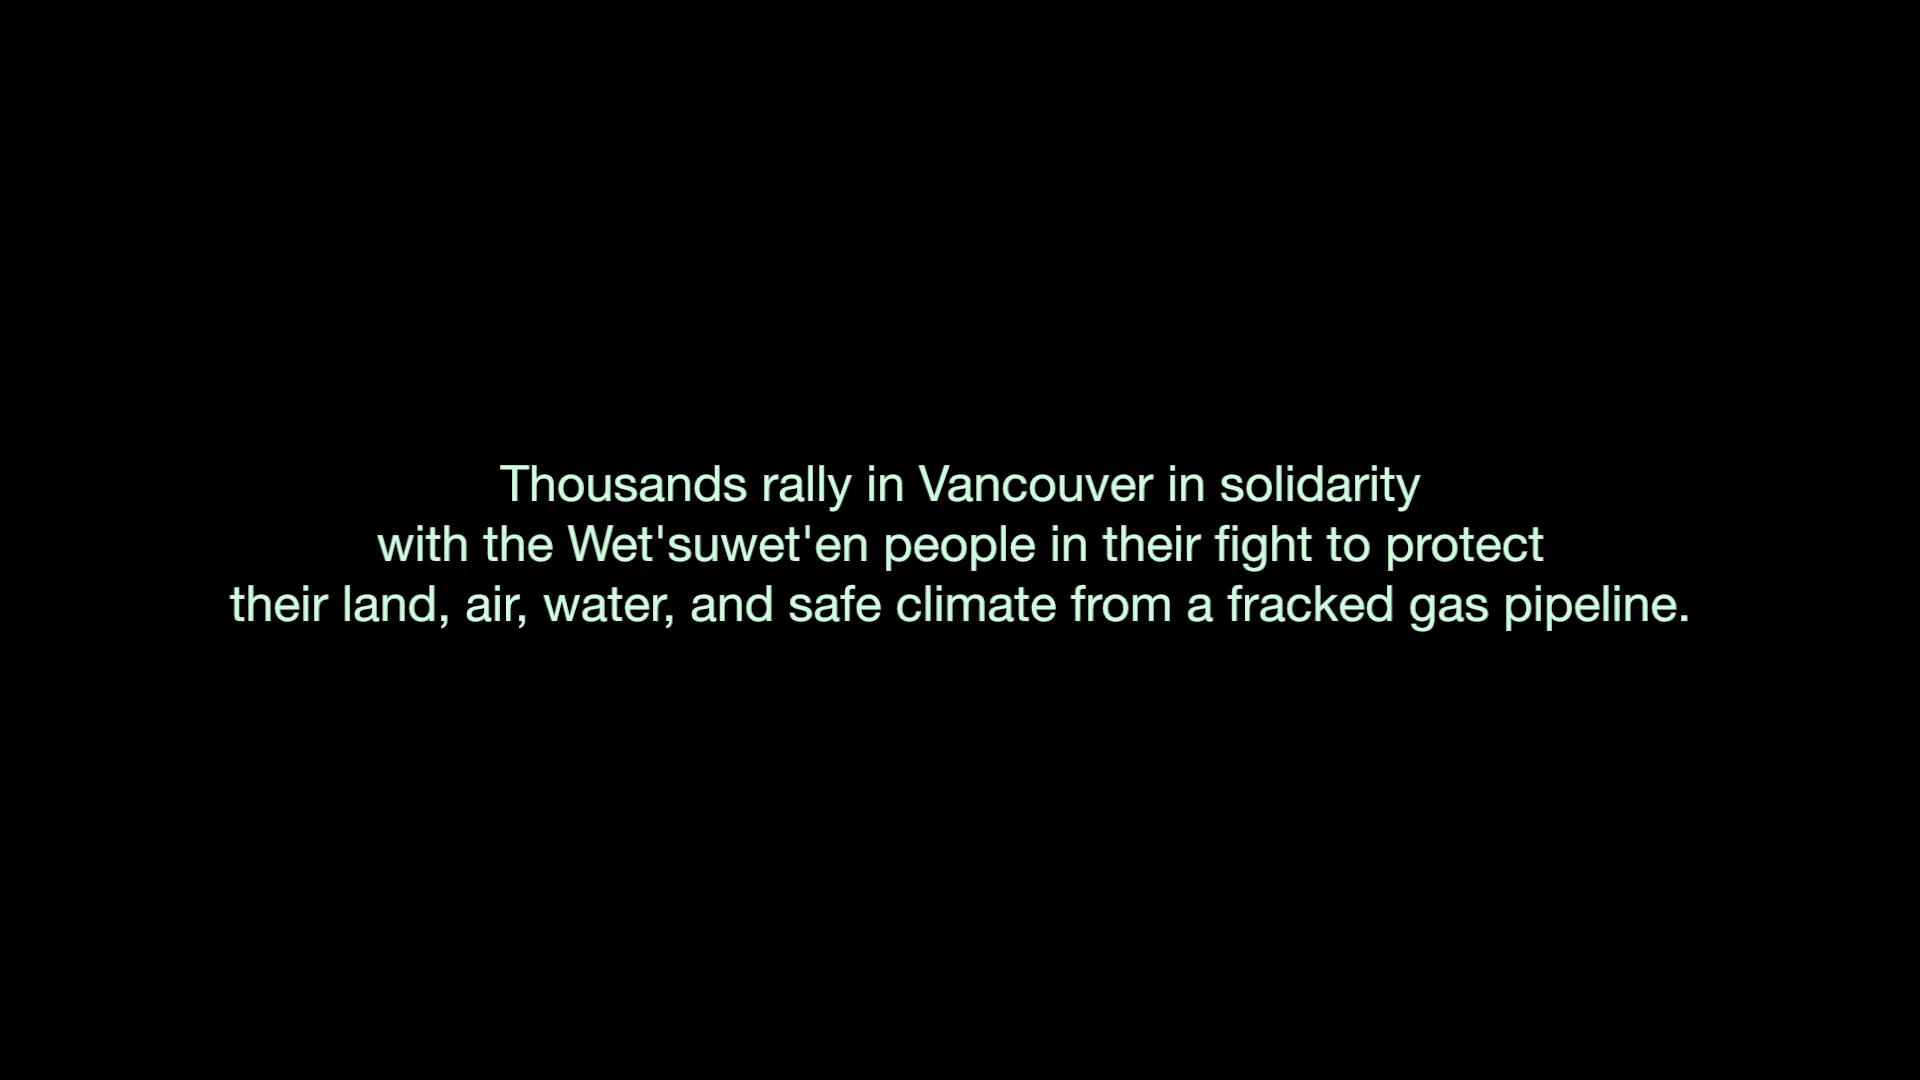 Thousands rally in Vancouver in solidarity
with the Wet'suwet'en people in their fight to protect
their land, air, water, and safe climate from a fracked gas pipeline.